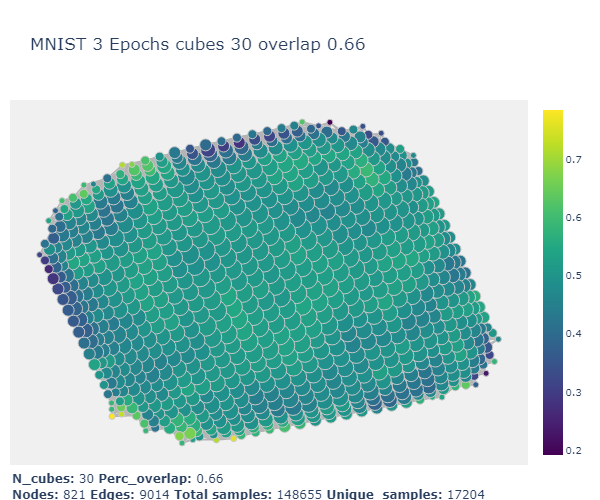 MNIST 3 Epochs cubes 30 overlap 0.66
0.7
0.6
0.5
0.4
0.3
0.2
N_cubes: 30 Perc_overlap: 0.66
Nodes: 821 Edges: 9014 Total samples: 148655 Unique_samples: 17204